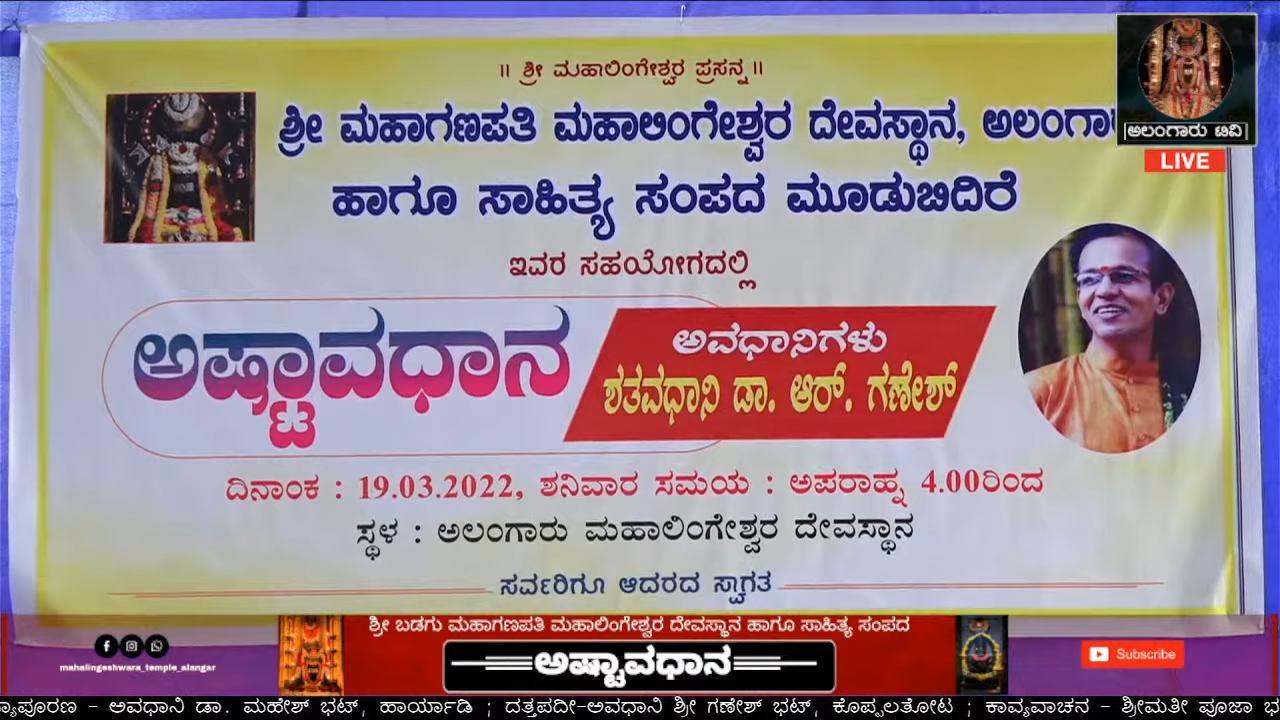 ॥ ಶ್ರೀ ಮಹಾಲಿಂಗೇಶ್ವರ ಪ್ರಸನ್ನ ॥
ಶ್ರೀ ಮಹಾಗಣಪತಿ ಮಹಾಲಿಂಗೇಶ್ವರ ದೇವಸ್ಥಾನ,
|ಅಲಂಗಾರು ಟಿವಿ|
LIVE
ಹಾಗೂ ಸಾಹಿತ್ಯ ಸಂಪದ ಮೂಡುಬಿದಿರೆ
ಇವರ ಸಹಯೋಗದಲ್ಲಿ
ಅಷ್ಟಾವಧಾನ
ಅವಧಾನಿಗಳು
ಶತವಧಾನಿ ಡಾ. ಆರ್. ಗಣೇಶ್
ದಿನಾಂಕ : 19.03.2022, ಶನಿವಾರ ಸಮಯ : ಅಪರಾಹ್ನ 4.00ರಿಂದ
ಸ್ಥಳ : ಅಲಂಗಾರು ಮಹಾಲಿಂಗೇಶ್ವರ ದೇವಸ್ಥಾನ
ಸರ್ವರಿಗೂ ಆದರದ ಸ್ವಾಗತ
ಶ್ರೀ ಬಡಗು ಮಹಾಗಣಪತಿ ಮಹಾಲಿಂಗೇಶ್ವರ ದೇವಸ್ಥಾನ ಹಾಗೂ ಸಾಹಿತ್ಯ ಸಂಪದ
mahalingeshwara_temple_alangar
ಅಷ್ಟಾವಧಾನ
Subscribe
ಅವಧಾನಿ ಡಾ. ಮಹೇಶ್ ಭಟ್, ಹಾರ್ಯಾಡಿ ; ದತ್ತಪದೀ-ಅವಧಾನಿ ಶ್ರೀ ಗಣೇಶ್ ಭಟ್, ಕೊಪ್ಪಲತೋಟ ; ಕಾವ್ಯವಾಚನ - ಶ್ರೀಮತೀ ಪೂಜಾ